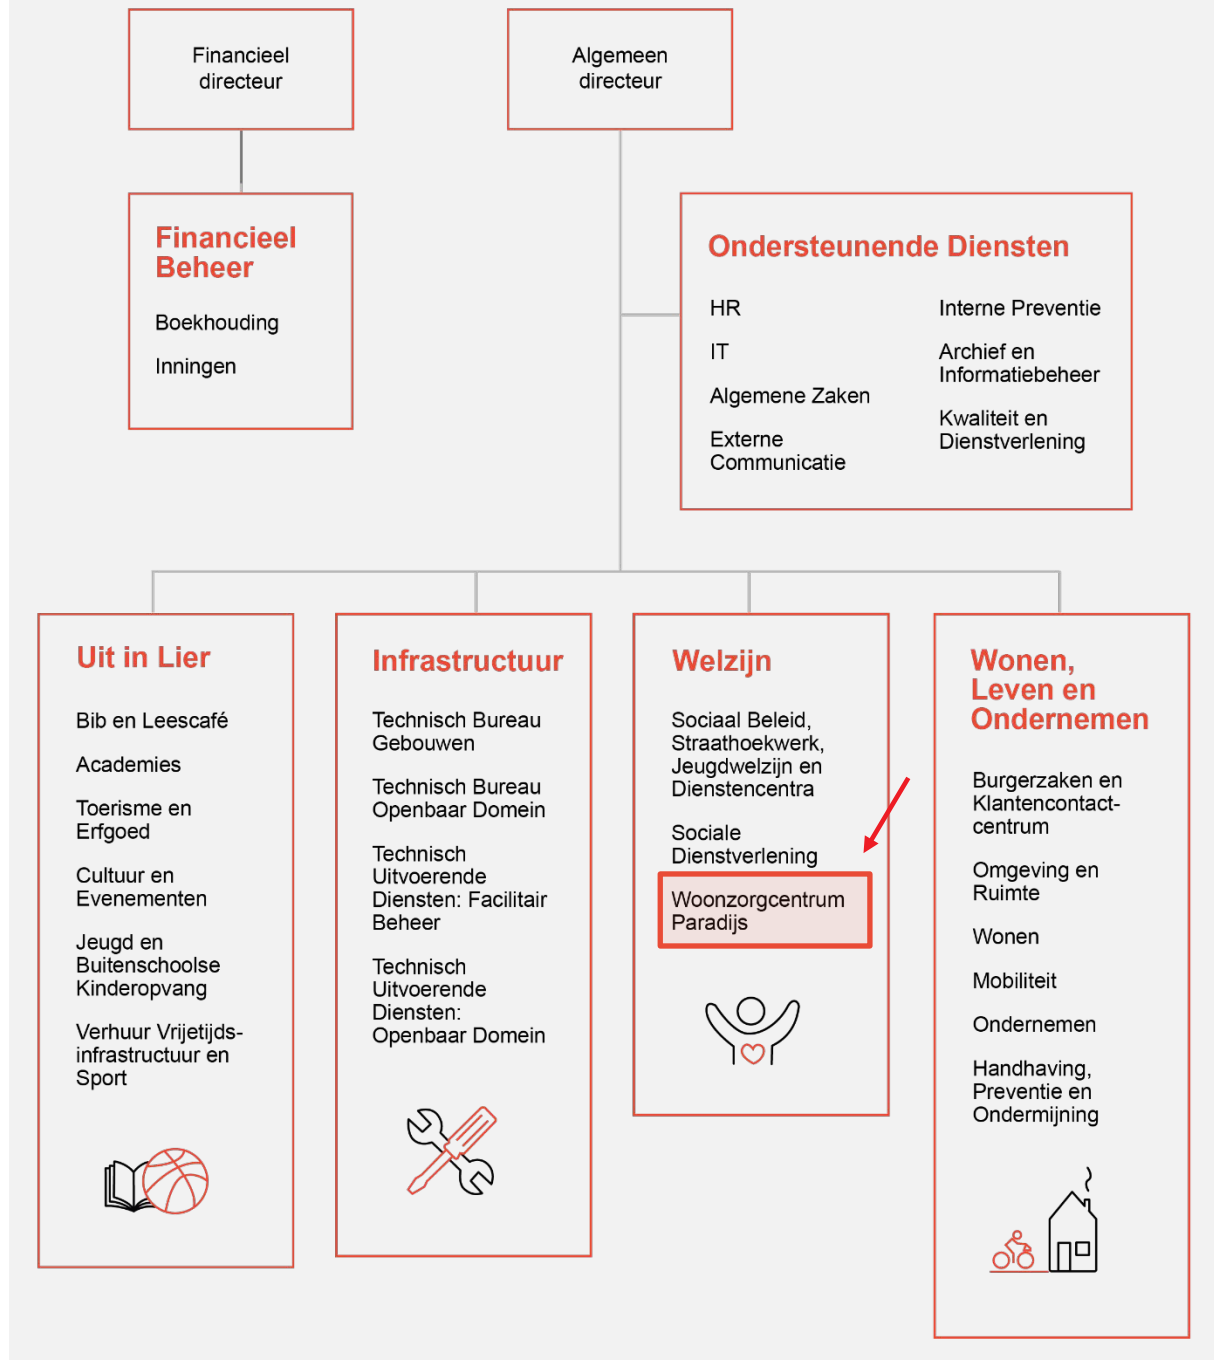 Financieel
directeur
Algemeen
directeur
Financieel
Beheer
Boekhouding
Inningen
Ondersteunende Diensten
HR
IT
Algemene Zaken
Externe
Communicatie
Interne Preventie
Archief en
Informatiebeheer
Kwaliteit en
Dienstverlening
Uit in Lier
Bib en Leescafé
Academies
Toerisme en
Erfgoed
Cultuur en
Evenementen
Jeugd en
Buitenschoolse
Kinderopvang
Verhuur Vrijetijds-
infrastructuur en
Sport
Infrastructuur
Technisch Bureau
Gebouwen
Technisch Bureau
Openbaar Domein
Technisch
Uitvoerende
Diensten: Facilitair
Beheer
Technisch
Uitvoerende
Diensten:
Openbaar Domein
Welzijn
Sociaal Beleid,
Straathoekwerk,
Jeugdwelzijn en
Dienstencentra
Sociale
Dienstverlening
Woonzorgcentrum
Paradijs
Wonen,
Leven en
Ondernemen
Burgerzaken en
Klantencontact-
centrum
Omgeving en
Ruimte
Wonen
Mobiliteit
Ondernemen
Handhaving,
Preventie en
Ondermijning